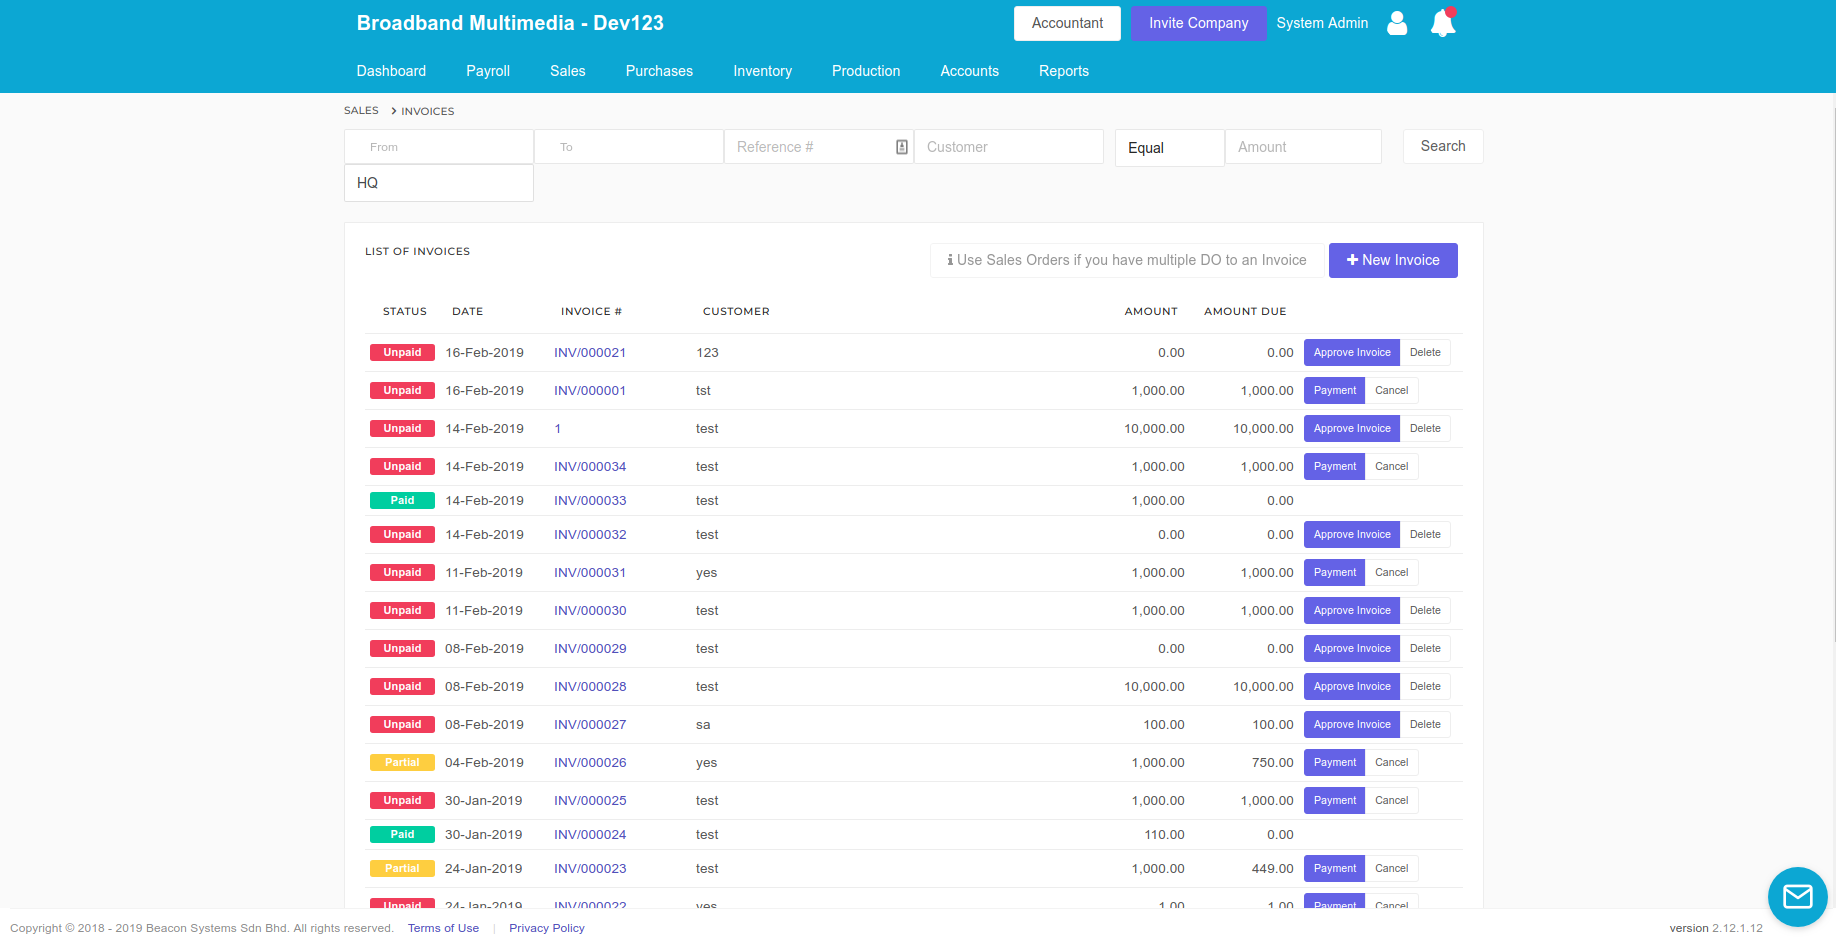 Broadband Multimedia - Dev123
Accountant Invite Company System Admin
Dashboard Payroll Sales Purchases Inventory Production Accounts Reports
SALES > INVOICES
From To Reference # Customer Equal Amount Search
HQ
LIST OF INVOICES
i Use Sales Orders if you have multiple DO to an Invoice + New Invoice
STATUS DATE INVOICE # CUSTOMER AMOUNT AMOUNT DUE
Unpaid 16-Feb-2019 INV/000021 123 0.00 0.00 Approve Invoice Delete
Unpaid 16-Feb-2019 INV/000001 tst 1,000.00 1,000.00 Payment Cancel
Unpaid 14-Feb-2019 1 test 10,000.00 10,000.00 Approve Invoice Delete
Unpaid 14-Feb-2019 INV/000034 test 1,000.00 1,000.00 Payment Cancel
Paid 14-Feb-2019 INV/000033 test 1,000.00 0.00
Unpaid 14-Feb-2019 INV/000032 test 0.00 0.00 Approve Invoice Delete
Unpaid 11-Feb-2019 INV/000031 yes 1,000.00 1,000.00 Payment Cancel
Unpaid 11-Feb-2019 INV/000030 test 1,000.00 1,000.00 Approve Invoice Delete
Unpaid 08-Feb-2019 INV/000029 test 0.00 0.00 Approve Invoice Delete
Unpaid 08-Feb-2019 INV/000028 test 10,000.00 10,000.00 Approve Invoice Delete
Unpaid 08-Feb-2019 INV/000027 sa 100.00 100.00 Approve Invoice Delete
Partial 04-Feb-2019 INV/000026 yes 1,000.00 750.00 Payment Cancel
Unpaid 30-Jan-2019 INV/000025 test 1,000.00 1,000.00 Payment Cancel
Paid 30-Jan-2019 INV/000024 test 110.00 0.00
Partial 24-Jan-2019 INV/000023 test 1,000.00 449.00 Payment Cancel
Unpaid 24-Jan-2019 INV/000022 yes 1.00 1.00 Payment Cancel
Copyright © 2018 - 2019 Beacon Systems Sdn Bhd. All rights reserved. Terms of Use | Privacy Policy version 2.12.1.12